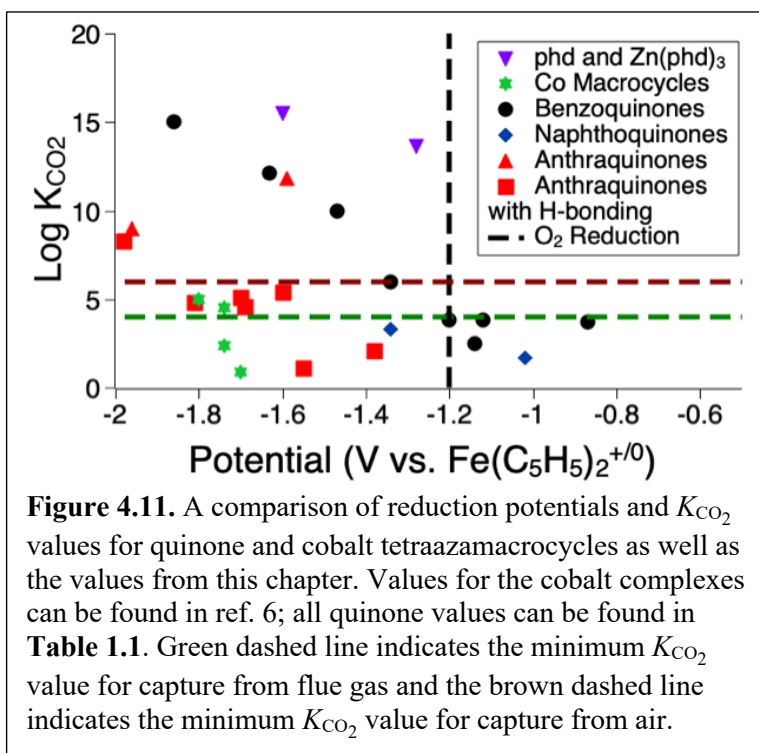 20
15
10
5
0
Log K_CO2
phd and Zn(phd)₃
Co Macrocycles
Benzoquinones
Naphthoquinones
Anthraquinones
Anthraquinones
with H-bonding
O₂ Reduction
-2 -1.8 -1.6 -1.4 -1.2 -1 -0.8 -0.6
Potential (V vs. Fe(C₅H₅)₂⁺/⁰)
Figure 4.11. A comparison of reduction potentials and K_CO₂
values for quinone and cobalt tetraazamacrocycles as well as
the values from this chapter. Values for the cobalt complexes
can be found in ref. 6; all quinone values can be found in
Table 1.1. Green dashed line indicates the minimum K_CO₂
value for capture from flue gas and the brown dashed line
indicates the minimum K_CO₂ value for capture from air.